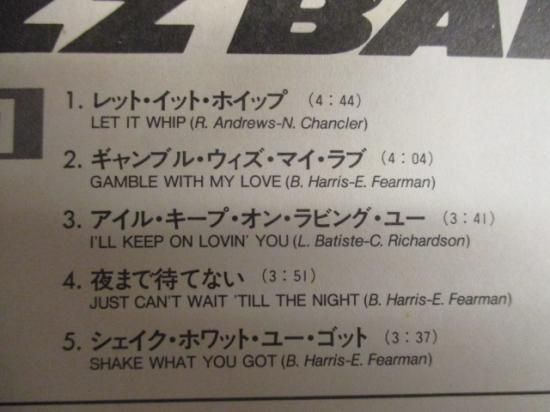 ZZ BA
1
1. レット・イット・ホイップ (4:44)
LET IT WHIP (R. Andrews-N. Chancler)
2. ギャンブル・ウィズ・マイ・ラブ (4:04)
GAMBLE WITH MY LOVE (B. Harris-E. Fearman)
3. アイル・キープ・オン・ラビング・ユー (3:41)
I'LL KEEP ON LOVIN' YOU (L. Batiste-C. Richardson)
4. 夜まで待てない (3:51)
JUST CAN'T WAIT 'TILL THE NIGHT (B. Harris-E. Fearman)
5. シェイク・ホワット・ユー・ゴット (3:37)
SHAKE WHAT YOU GOT (B. Harris-E. Fearman)